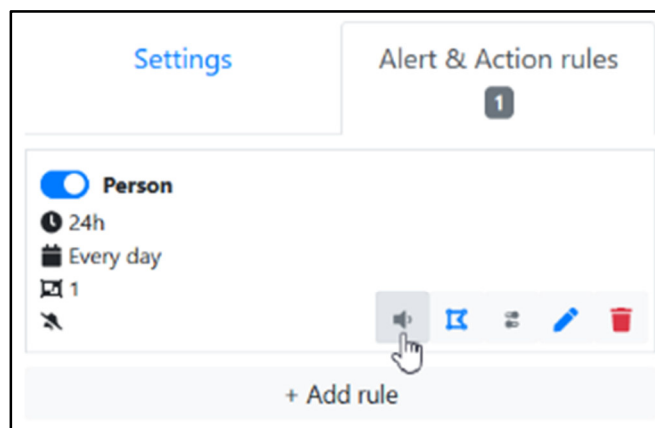 Settings
Alert & Action rules
1
Person
24h
Every day
1
+ Add rule